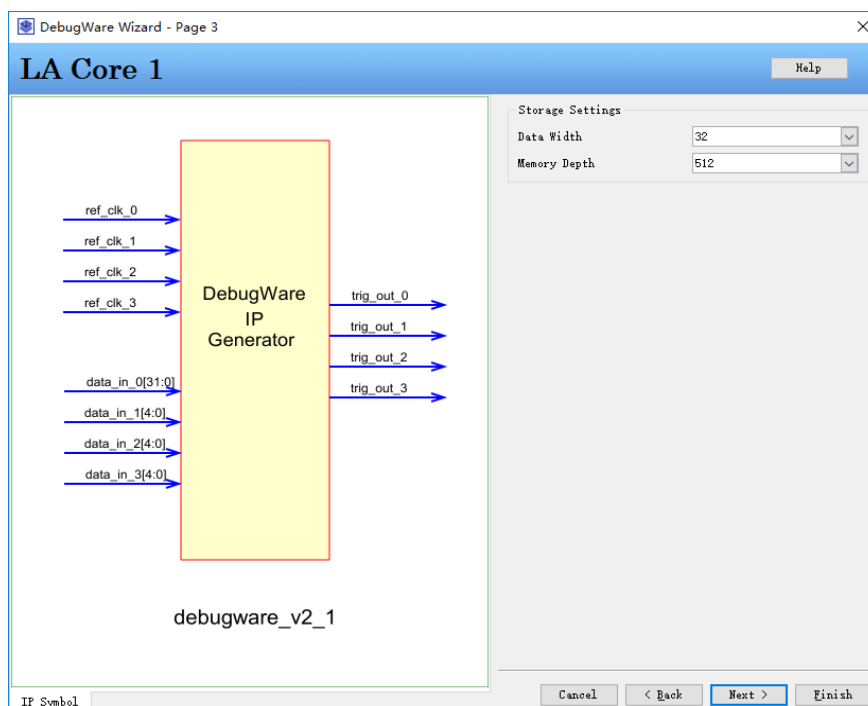 DebugWare Wizard - Page 3
LA Core 1
Help
ref_clk_0
ref_clk_1
ref_clk_2
ref_clk_3
data_in_0[31:0]
data_in_1[4:0]
data_in_2[4:0]
data_in_3[4:0]
DebugWare
IP
Generator
trig_out_0
trig_out_1
trig_out_2
trig_out_3
debugware_v2_1
IP Symbol
Storage Settings
Data Width 32
Memory Depth 512
Cancel < Back Next > Finish